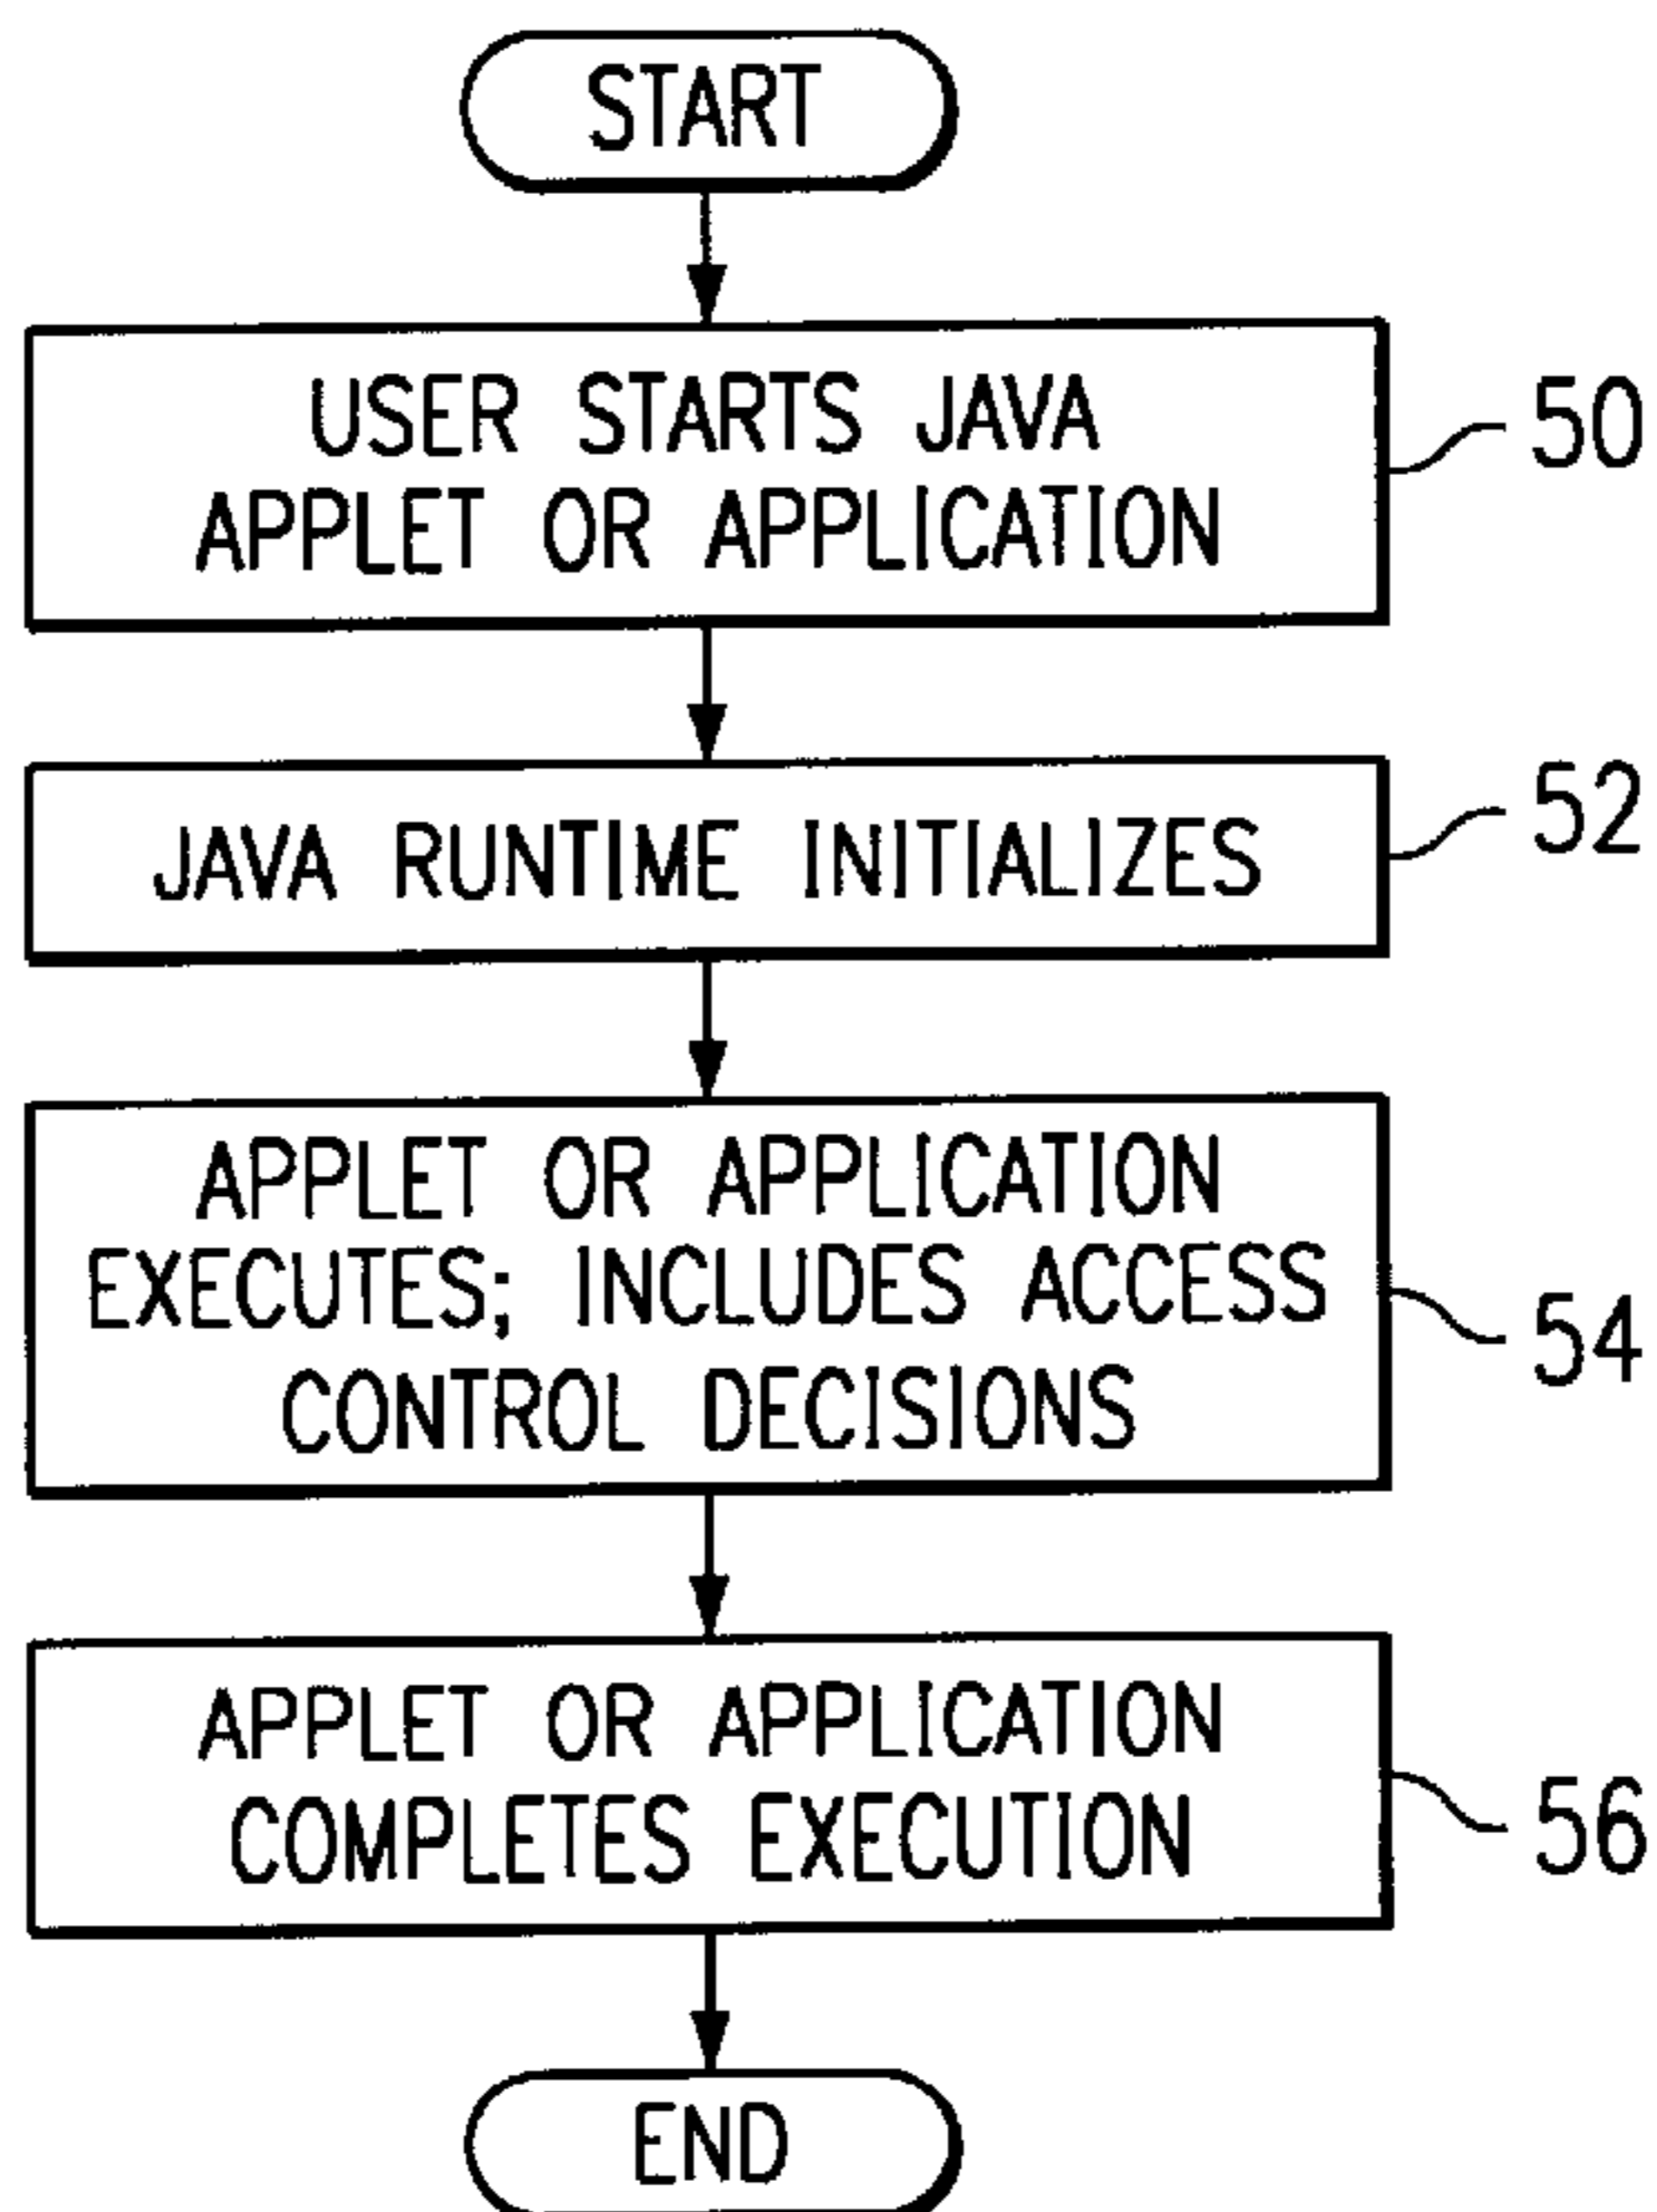 START
USER STARTS JAVA
APPLET OR APPLICATION
50
JAVA RUNTIME INITIALIZES
52
APPLET OR APPLICATION
EXECUTES; INCLUDES ACCESS
CONTROL DECISIONS
54
APPLET OR APPLICATION
COMPLETES EXECUTION
56
END